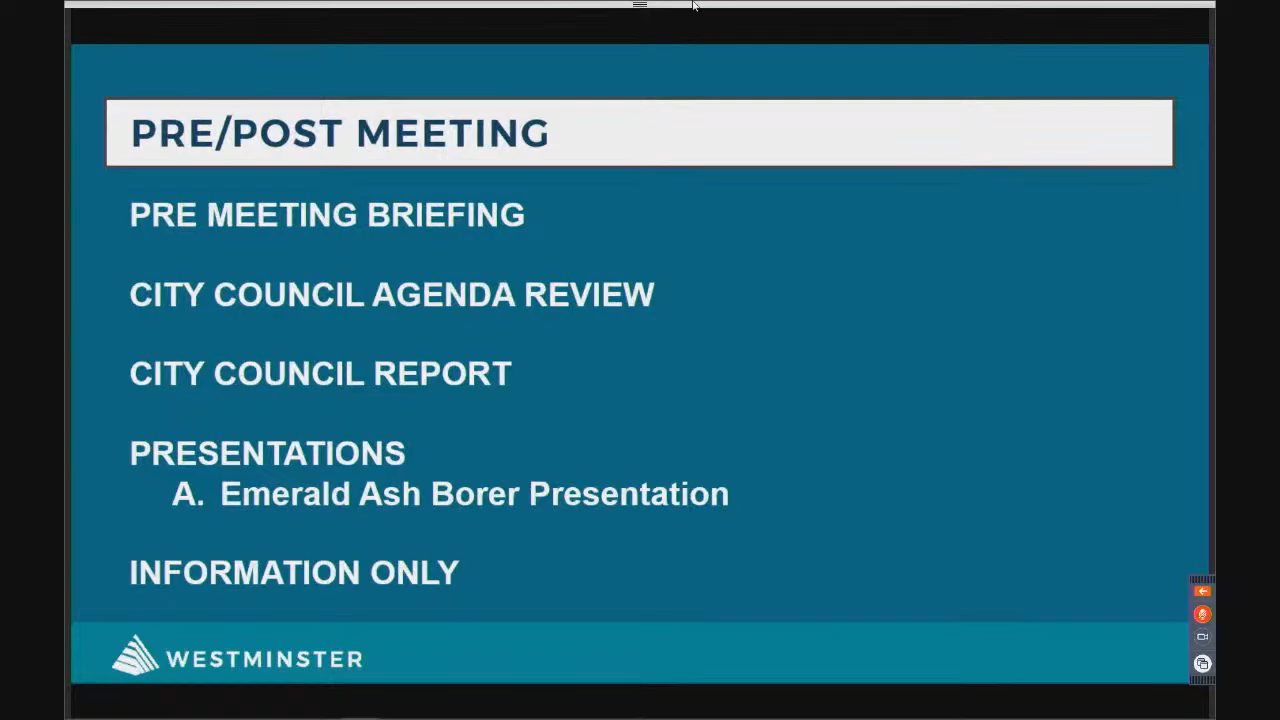 PRE/POST MEETING
PRE MEETING BRIEFING
CITY COUNCIL AGENDA REVIEW
CITY COUNCIL REPORT
PRESENTATIONS
A. Emerald Ash Borer Presentation
INFORMATION ONLY
WESTMINSTER